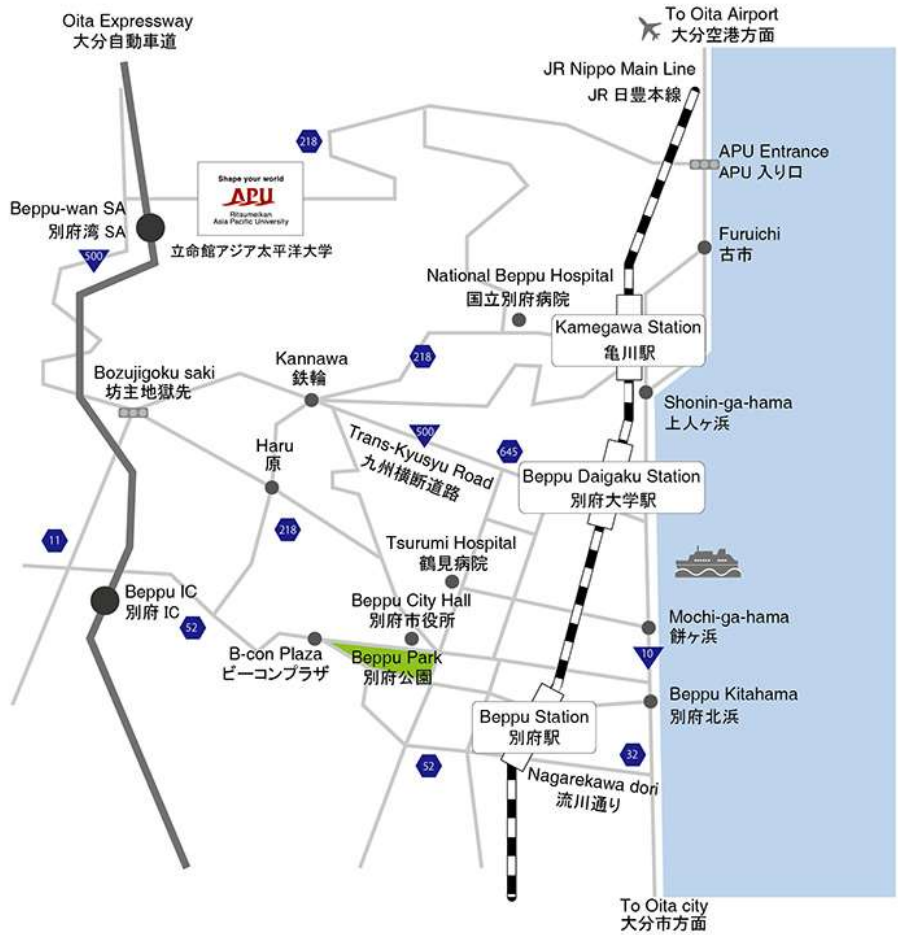 Oita Expressway
大分自動車道
To Oita Airport
大分空港方面
JR Nippo Main Line
JR 日豊本線
218
Shape your world
APU
Ritsumeikan
Asia Pacific University
立命館アジア太平洋大学
APU Entrance
APU 入り口
Beppu-wan SA
別府湾 SA
500
Furuichi
古市
National Beppu Hospital
国立別府病院
Kamegawa Station
亀川駅
218
Kannawa
鉄輪
Bozujigoku saki
坊主地獄先
Shonin-ga-hama
上人ヶ浜
500
Trans-Kyusyu Road
九州横断道路
645
Haru
原
Beppu Daigaku Station
別府大学駅
218
11
Tsurumi Hospital
鶴見病院
Beppu IC
別府 IC
52
Beppu City Hall
別府市役所
Mochi-ga-hama
餅ヶ浜
10
B-con Plaza
ビーコンプラザ
Beppu Park
別府公園
Beppu Kitahama
別府北浜
Beppu Station
別府駅
52
32
Nagarekawa dori
流川通り
To Oita city
大分市方面